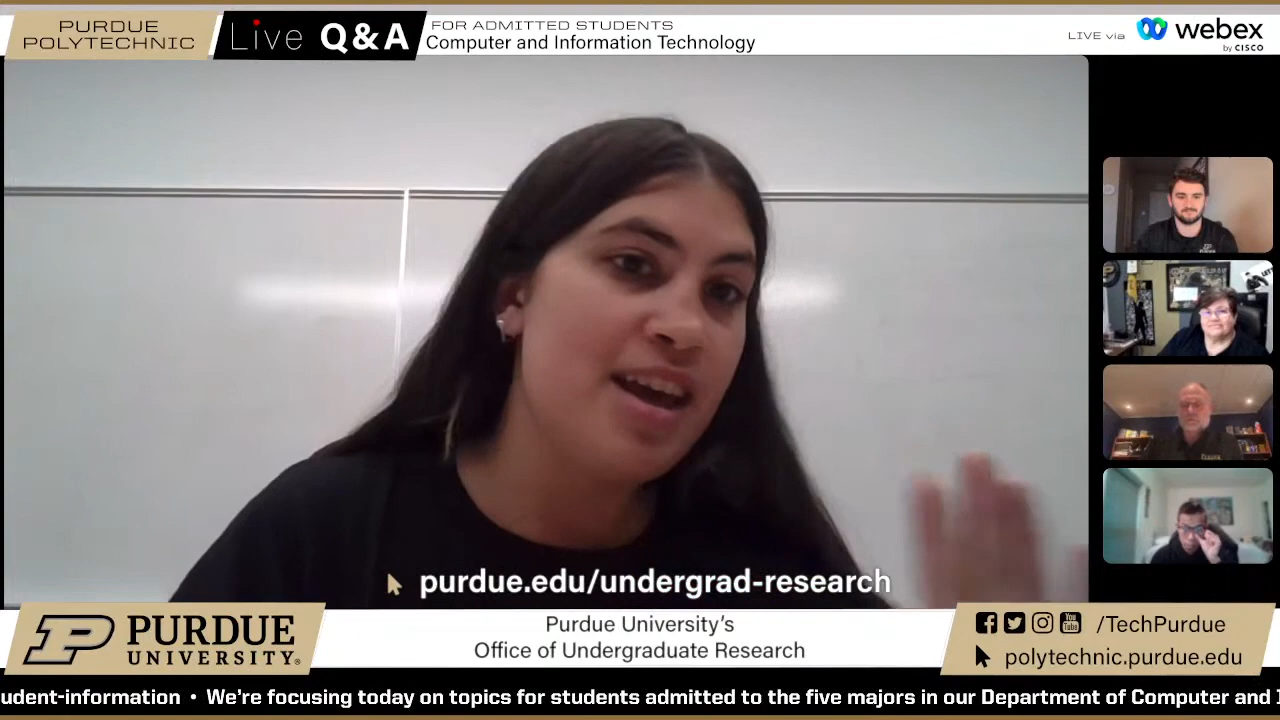 PURDUE
POLYTECHNIC
Live Q&A
FOR ADMITTED STUDENTS
Computer and Information Technology
LIVE via
webex
by CISCO
purdue.edu/undergrad-research
PURDUE
UNIVERSITY®
Purdue University's
Office of Undergraduate Research
You
Tube
/TechPurdue
polytechnic.purdue.edu
udent-information • We're focusing today on topics for students admitted to the five majors in our Department of Computer and